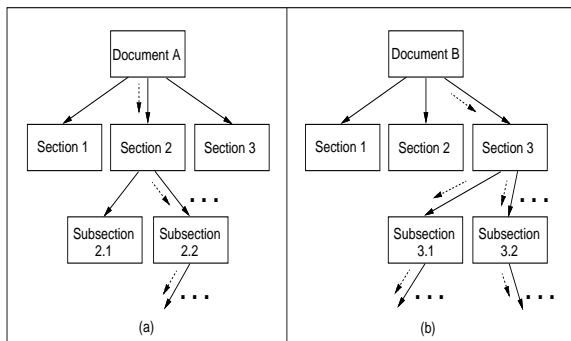 Document A
Section 1
Section 2
Section 3
...
Subsection
2.1
Subsection
2.2
...
(a)
Document B
Section 1
Section 2
Section 3
...
Subsection
3.1
Subsection
3.2
...
...
(b)